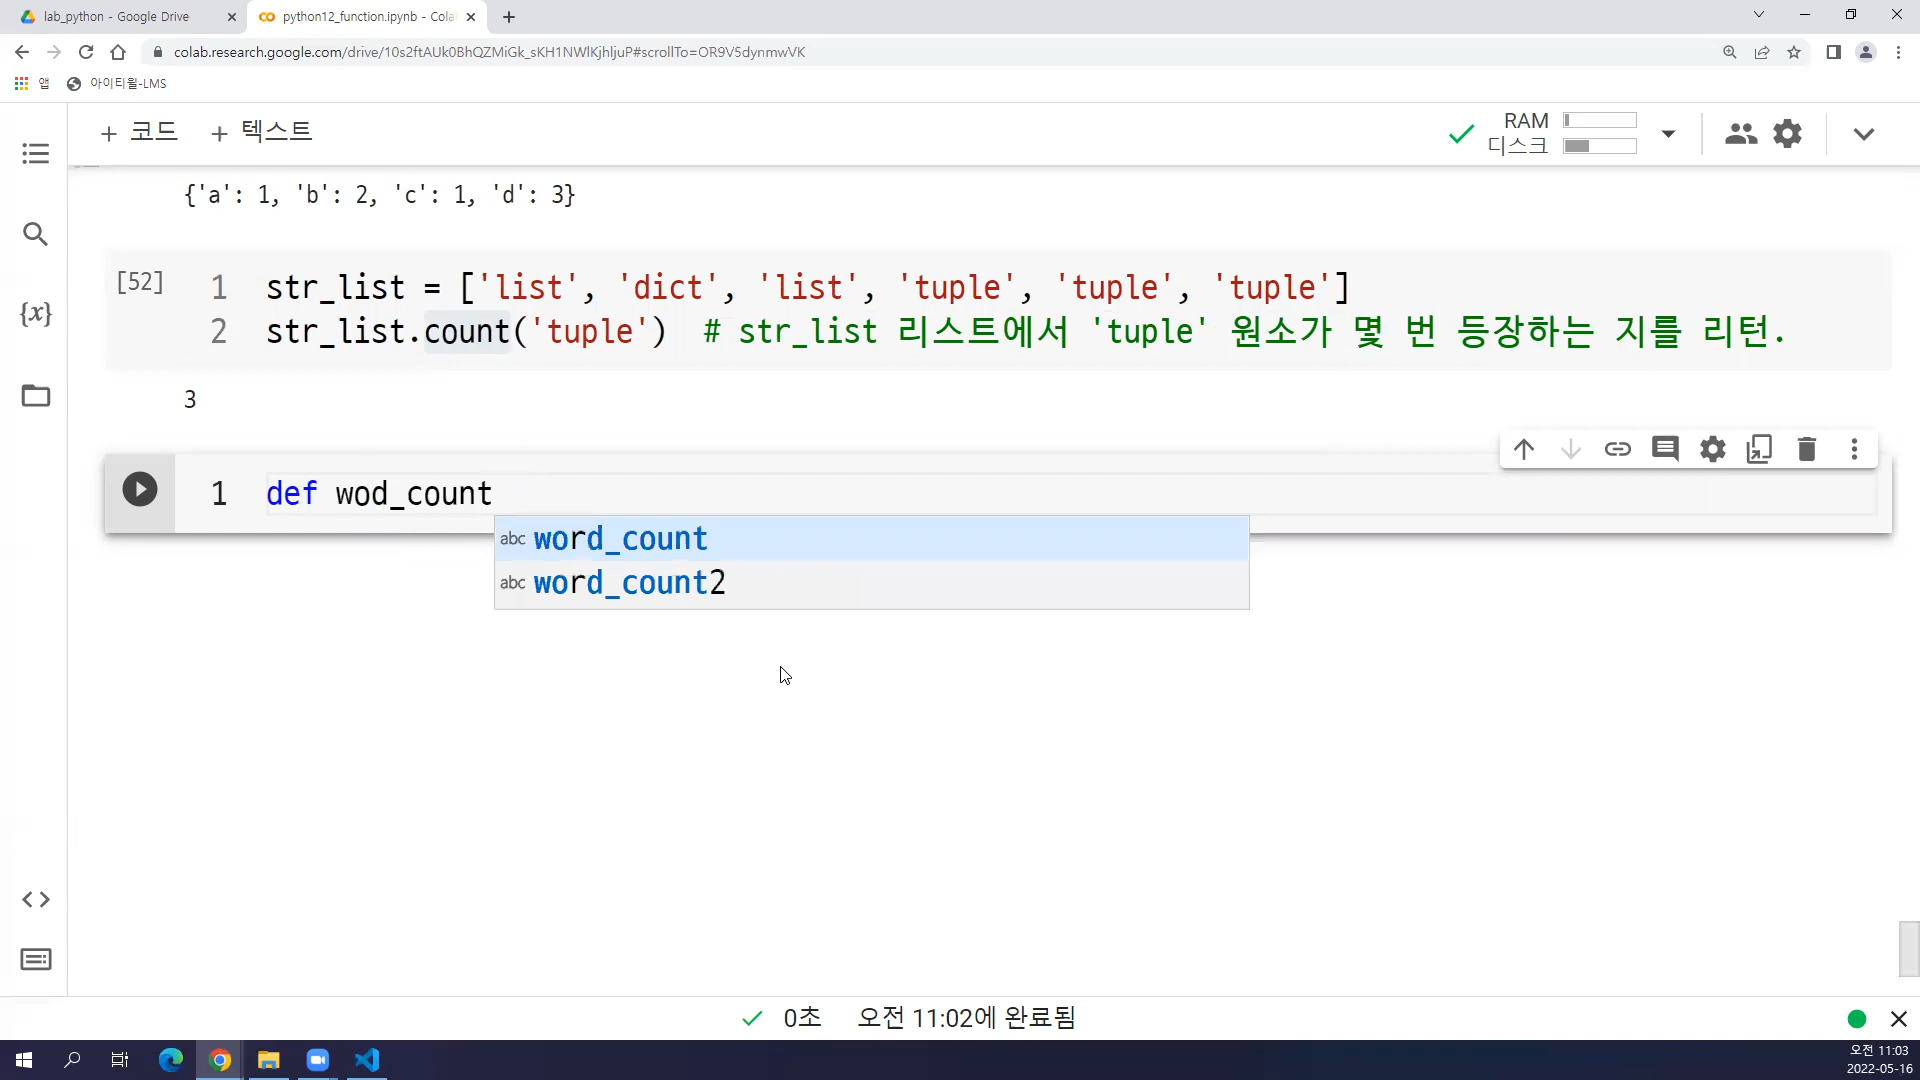 lab_python - Google Drive
python12_function.ipynb - Cola
colab.research.google.com/drive/10s2ftAUk0BhQZMiGk_sKH1NWlKjhljuP#scrollTo=OR9V5dynmwVK
앱
아이티윌-LMS
+ 코드
+ 텍스트
RAM
디스크
{'a': 1, 'b': 2, 'c': 1, 'd': 3}
{x}
[52]
1 str_list = ['list', 'dict', 'list', 'tuple', 'tuple', 'tuple']
2 str_list.count('tuple') # str_list 리스트에서 'tuple' 원소가 몇 번 등장하는 지를 리턴.
3
1 def wod_count
abc word_count
abc word_count2
0초 오전 11:02에 완료됨
오전 11:03
2022-05-16